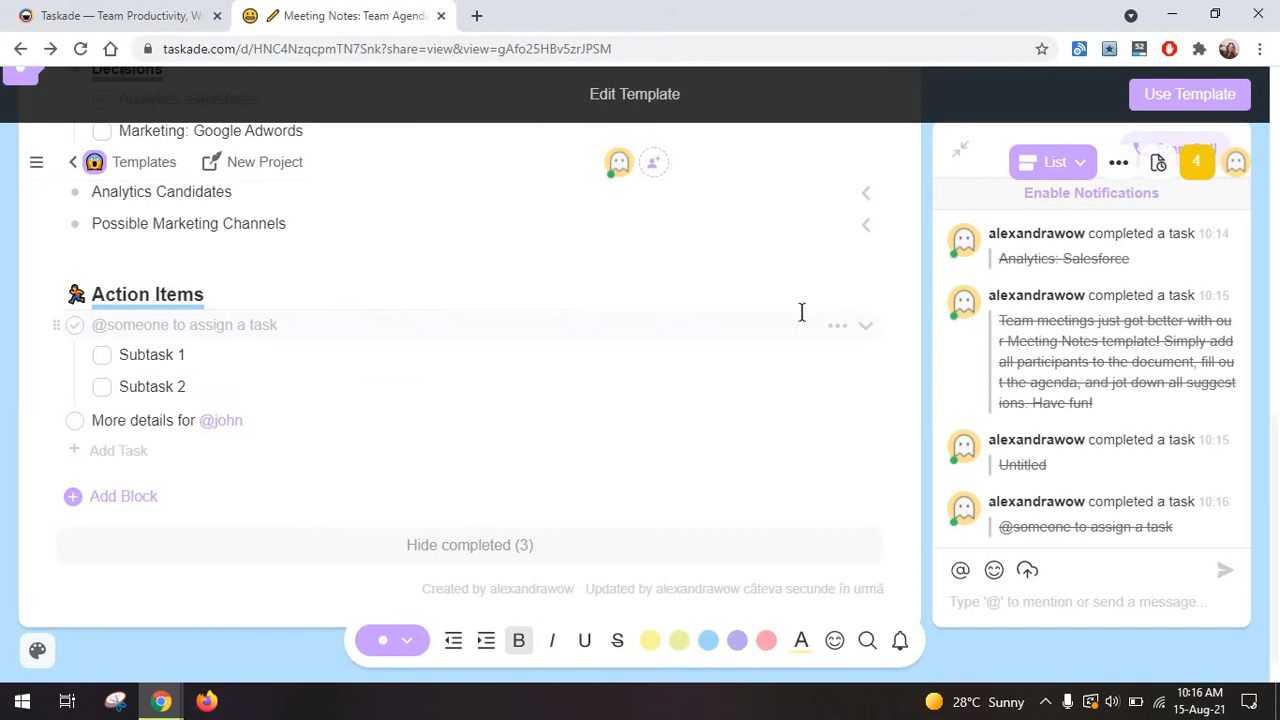 Taskade — Team Productivity, W
Meeting Notes: Team Agenda
taskade.com/d/HNC4NzqcpmTN7Snk?share=view&view=gAfo25HBv5zrJPSM
52
Decisions
Edit Template
Use Template
Analytics: Salesforce
Marketing: Google Adwords
Templates
New Project
List
4
Analytics Candidates
Enable Notifications
Possible Marketing Channels
alexandrawow completed a task 10:14
Analytics: Salesforce
Action Items
alexandrawow completed a task 10:15
@someone to assign a task
Team meetings just got better with ou
r Meeting Notes template! Simply add
all participants to the document, fill ou
t the agenda, and jot down all suggest
ions. Have fun!
Subtask 1
Subtask 2
More details for @john
alexandrawow completed a task 10:15
Add Task
Untitled
Add Block
alexandrawow completed a task 10:16
@someone to assign a task
Hide completed (3)
Created by alexandrawow · Updated by alexandrawow câteva secunde în urmă
Type '@' to mention or send a message...
B I U S A
28°C Sunny
10:16 AM
15-Aug-21